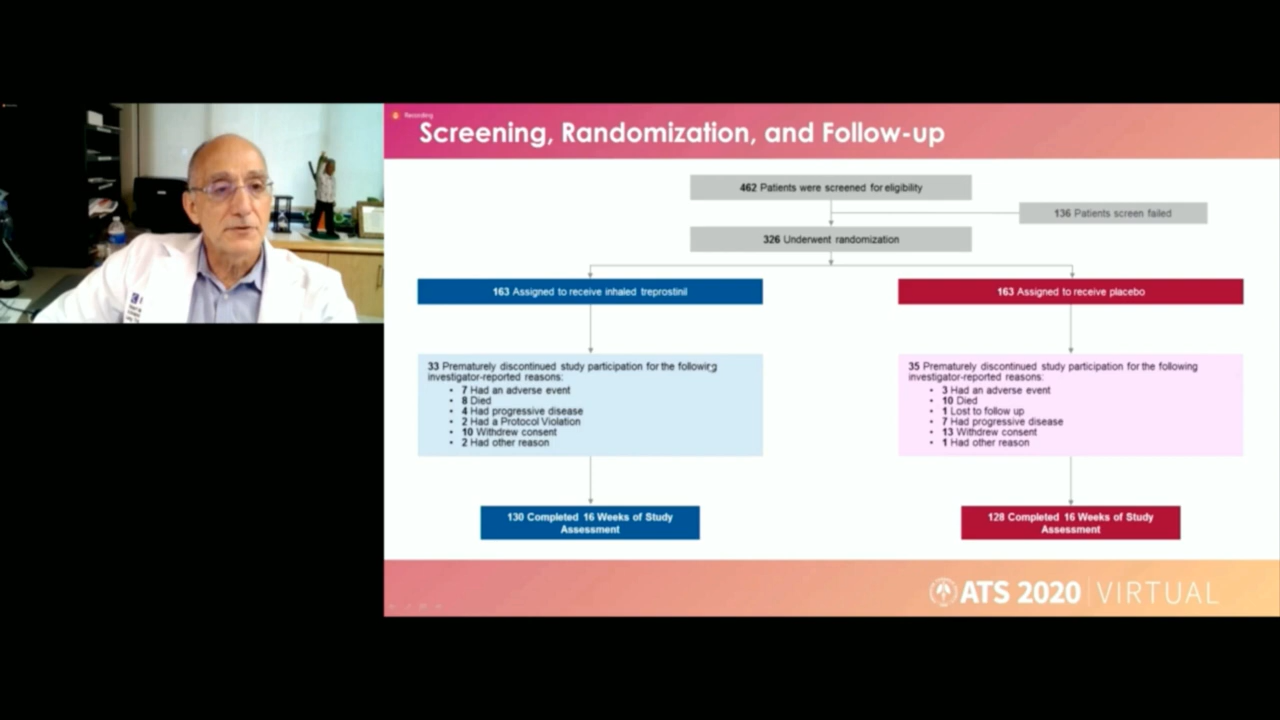 Recording
Screening, Randomization, and Follow-up
462 Patients were screened for eligibility
136 Patients screen failed
326 Underwent randomization
163 Assigned to receive inhaled treprostinil
163 Assigned to receive placebo
33 Prematurely discontinued study participation for the following
investigator-reported reasons:
• 7 Had an adverse event
• 8 Died
• 4 Had progressive disease
• 2 Had a Protocol Violation
• 10 Withdrew consent
• 2 Had other reason
35 Prematurely discontinued study participation for the following
investigator-reported reasons:
• 3 Had an adverse event
• 10 Died
• 1 Lost to follow up
• 7 Had progressive disease
• 13 Withdrew consent
• 1 Had other reason
130 Completed 16 Weeks of Study
Assessment
128 Completed 16 Weeks of Study
Assessment
ATS 2020 | VIRTUAL